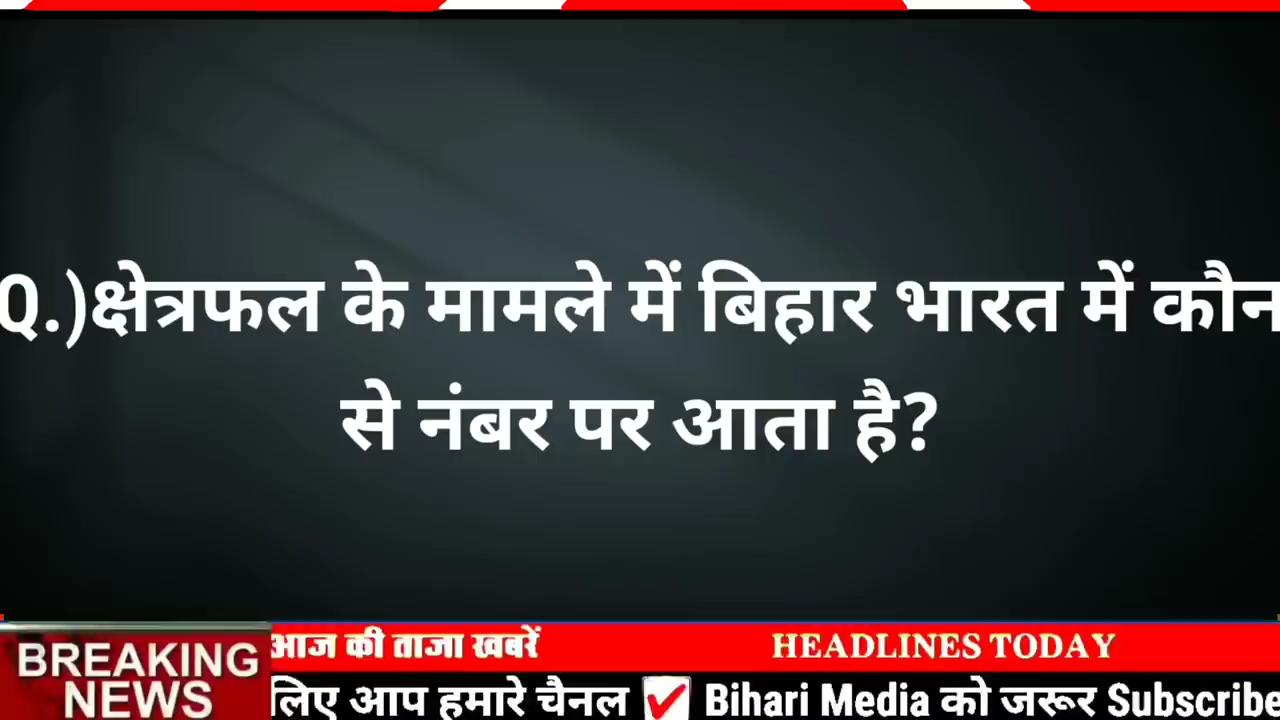 Q.)क्षेत्रफल के मामले में बिहार भारत में कौन
से नंबर पर आता है?
BREAKING
NEWS
आज की ताजा खबरें HEADLINES TODAY
लिए आप हमारे चैनल Bihari Media को जरूर Subscribe